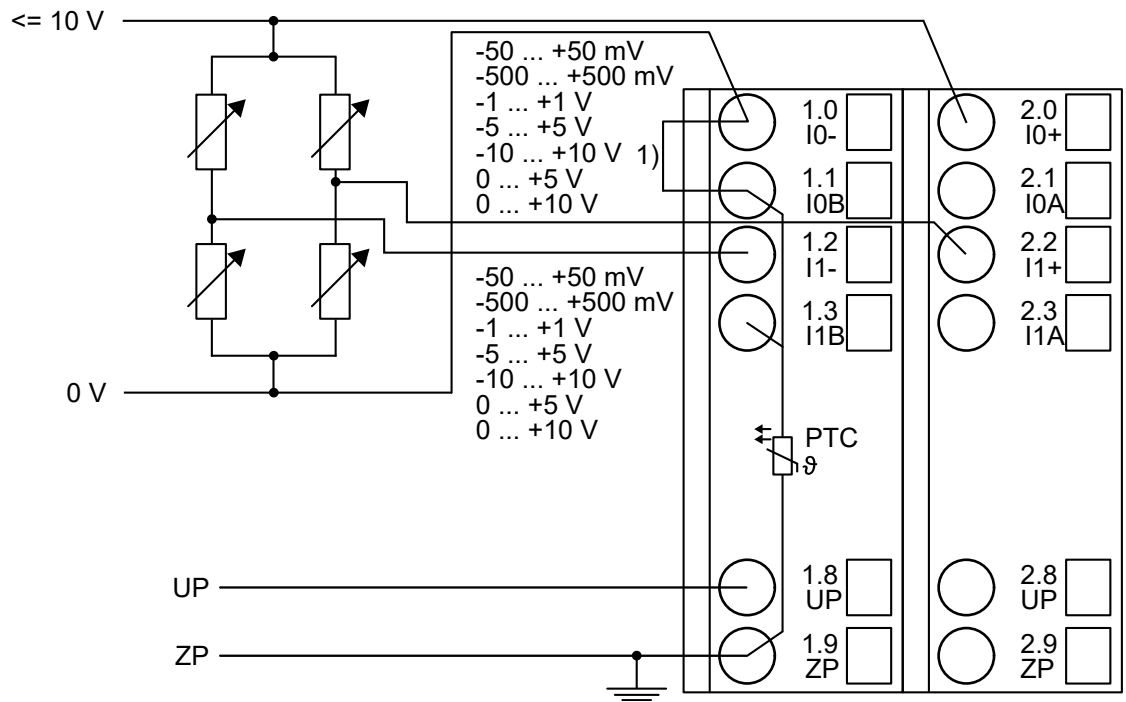 <= 10 V
-50 ... +50 mV
-500 ... +500 mV
-1 ... +1 V
-5 ... +5 V
-10 ... +10 V
0 ... +5 V
0 ... +10 V
1)
1.0
I0-
2.0
I0+
1.1
I0B
2.1
I0A
1.2
I1-
2.2
I1+
1.3
I1B
2.3
I1A
-50 ... +50 mV
-500 ... +500 mV
-1 ... +1 V
-5 ... +5 V
-10 ... +10 V
0 ... +5 V
0 ... +10 V
0 V
PTC
ϑ
UP
1.8
UP
2.8
UP
ZP
1.9
ZP
2.9
ZP